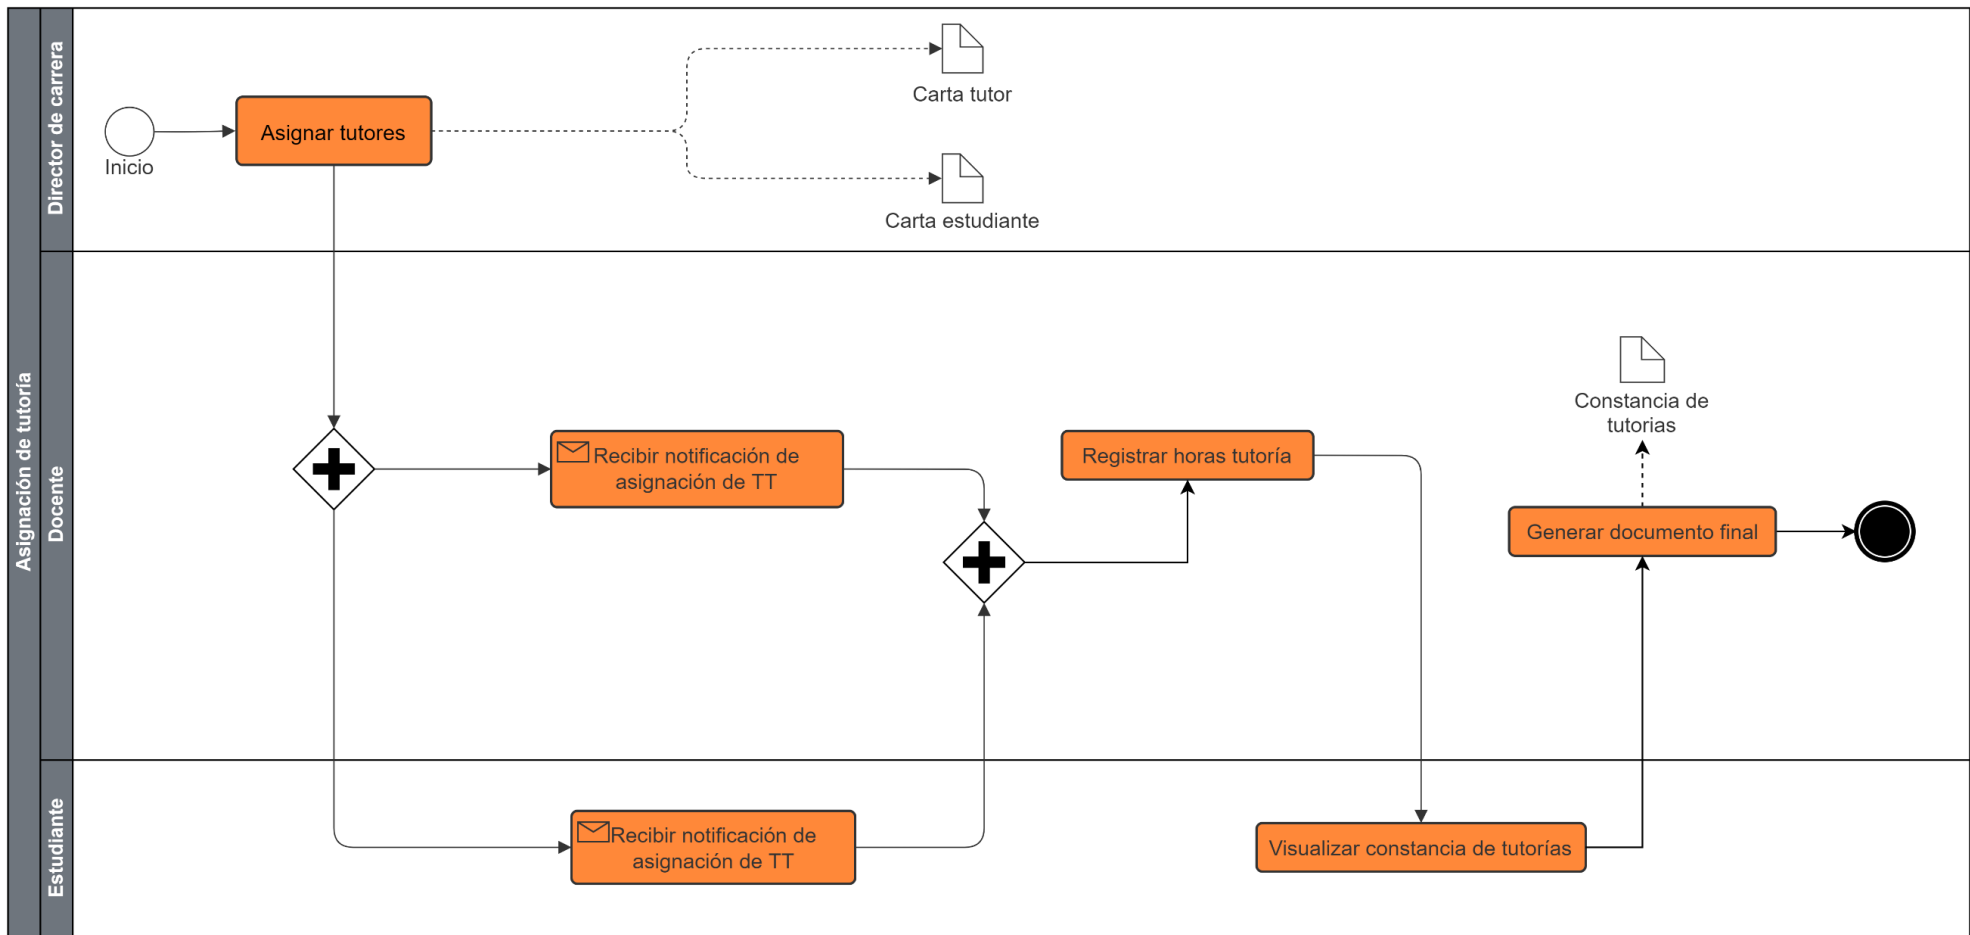 Asignación de tutoría
Director de carrera
Inicio
Asignar tutores
Carta tutor
Carta estudiante
Docente
Recibir notificación de
asignación de TT
Registrar horas tutoría
Constancia de
tutorias
Generar documento final
Estudiante
Recibir notificación de
asignación de TT
Visualizar constancia de tutorías